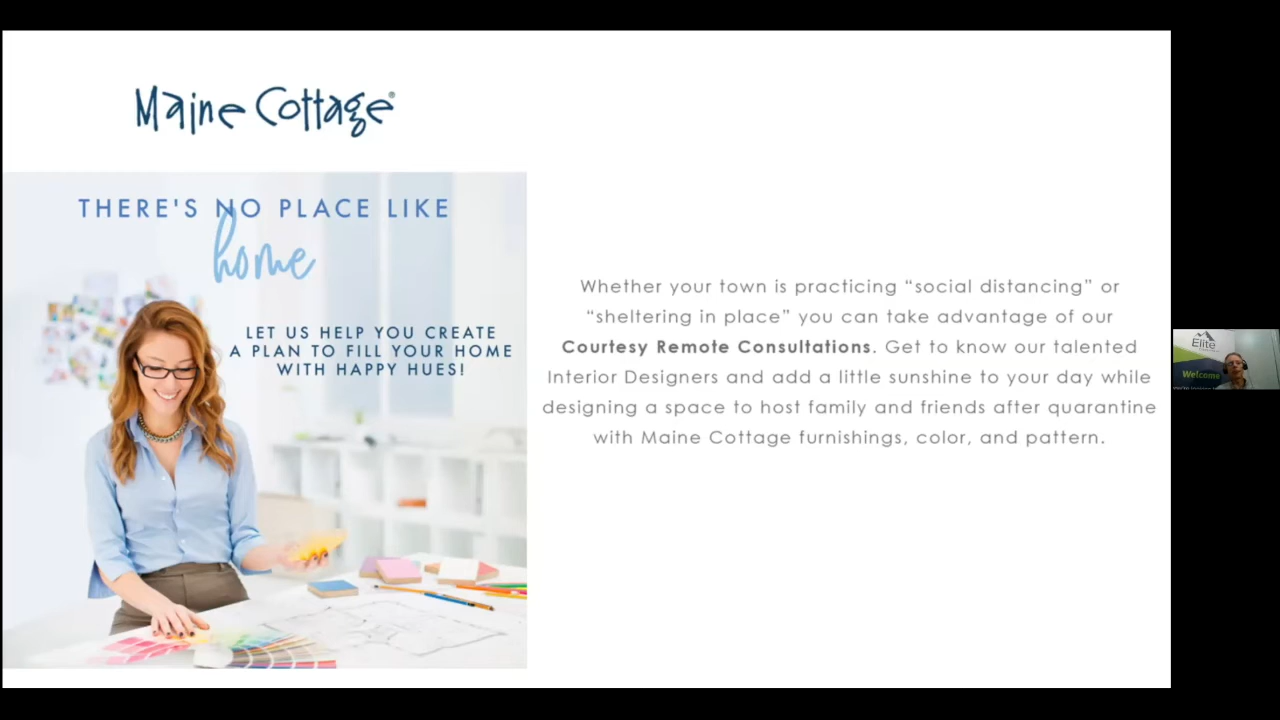 Maine Cottage®
THERE'S NO PLACE LIKE
home
LET US HELP YOU CREATE
A PLAN TO FILL YOUR HOME
WITH HAPPY HUES!
Whether your town is practicing “social distancing” or
“sheltering in place” you can take advantage of our
Courtesy Remote Consultations. Get to know our talented
Interior Designers and add a little sunshine to your day while
designing a space to host family and friends after quarantine
with Maine Cottage furnishings, color, and pattern.
Elite
Welcome